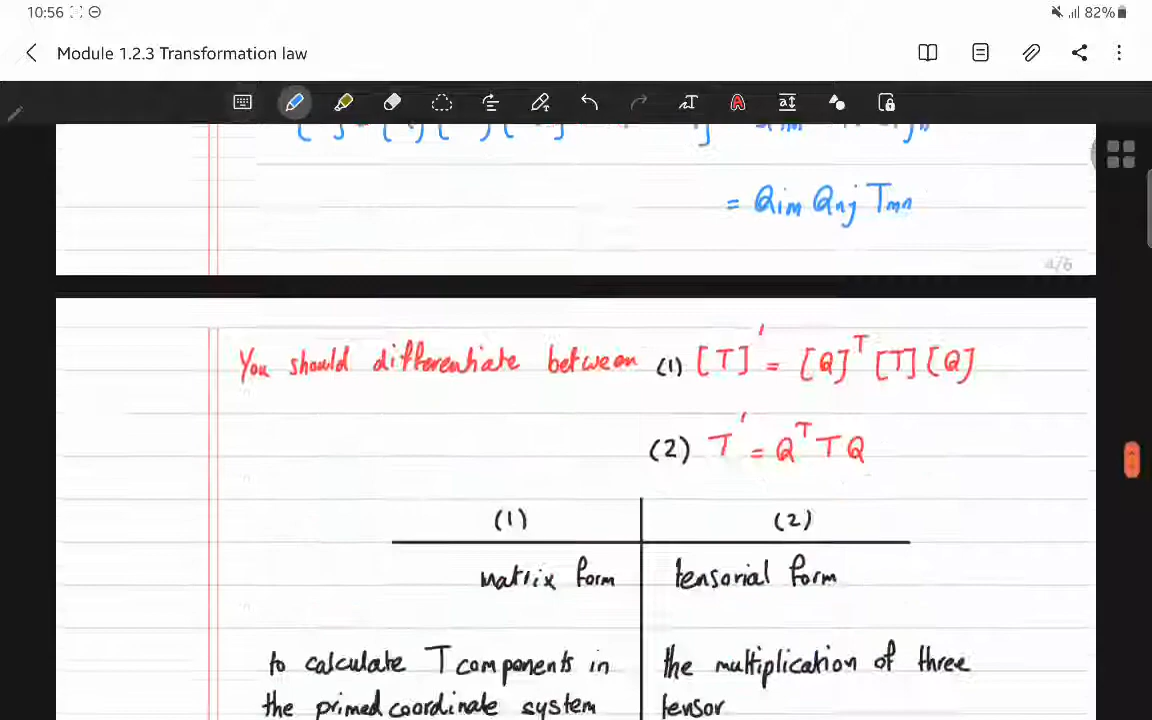 10:56 82%
Module 1.2.3 Transformation law
= Qim Qnj Tmn
4/6
You should differentiate between (1) [T]' = [Q]^T [T][Q]
(2) T' = Q^T T Q
(1) (2)
matrix form tensorial form
to calculate T components in the multiplication of three
the primed coordinate system tensor